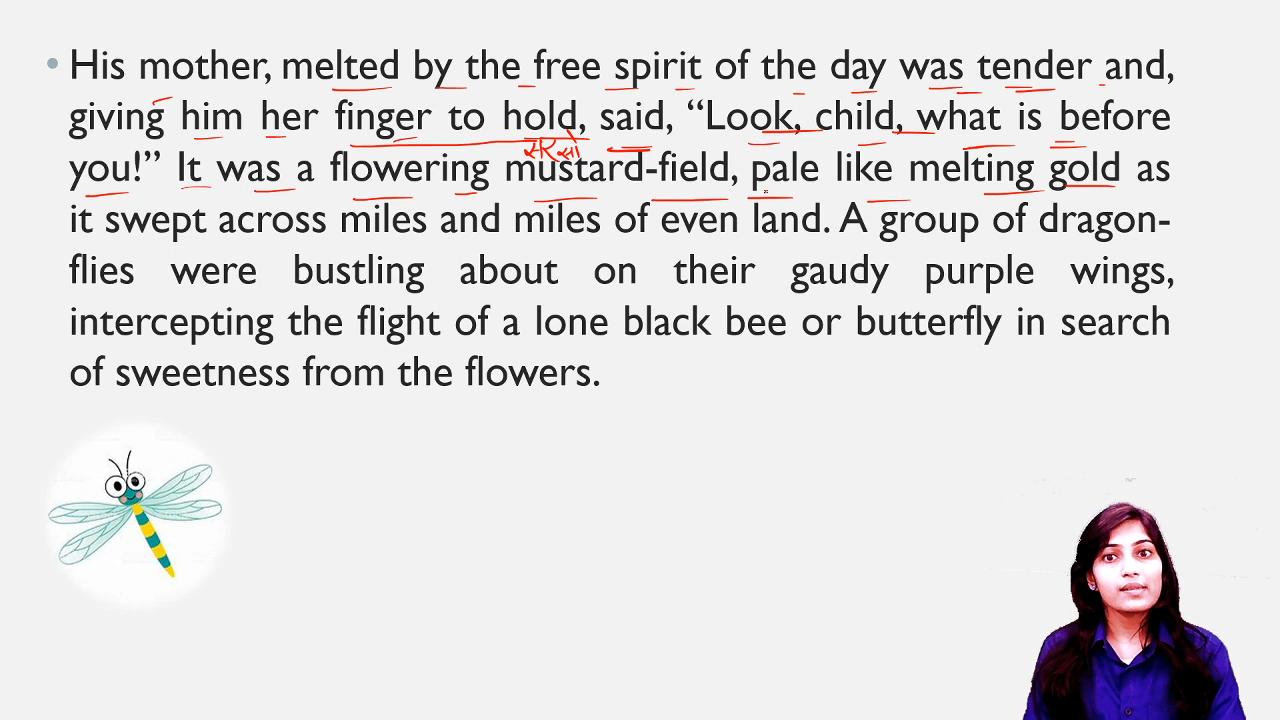 • His mother, melted by the free spirit of the day was tender and,
giving him her finger to hold, said, “Look, child, what is before
सरसों
you!” It was a flowering mustard-field, pale like melting gold as
it swept across miles and miles of even land. A group of dragon-
flies were bustling about on their gaudy purple wings,
intercepting the flight of a lone black bee or butterfly in search
of sweetness from the flowers.